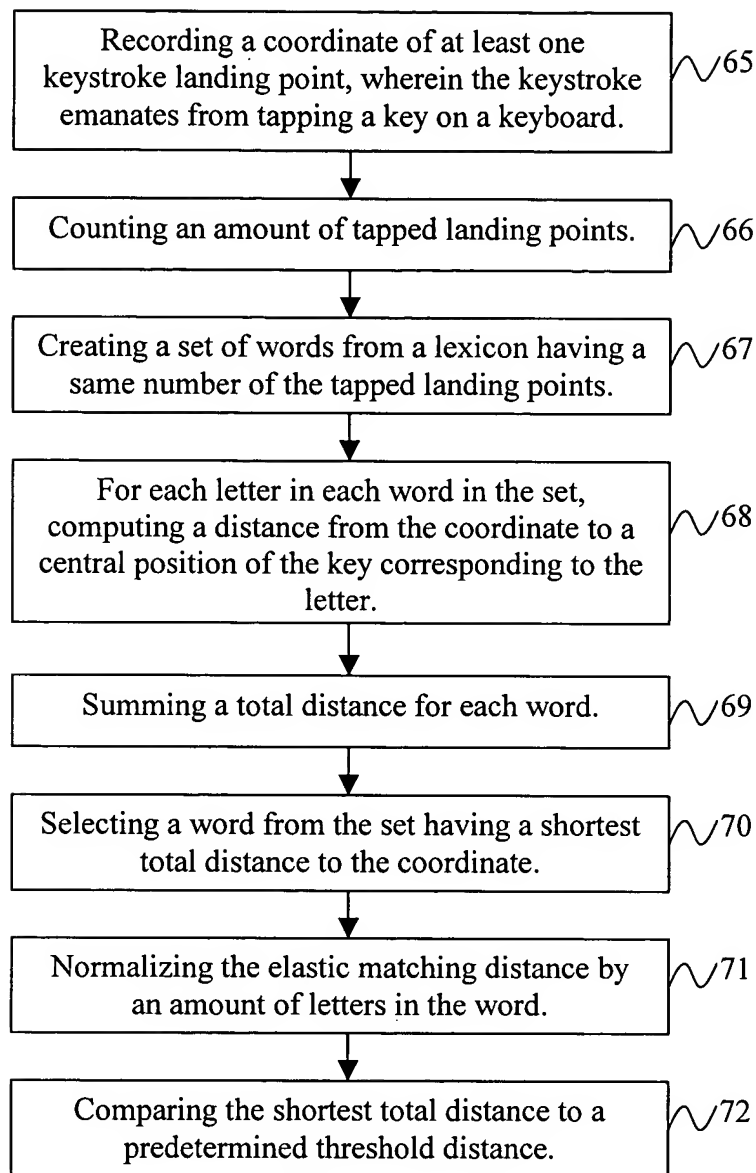 Recording a coordinate of at least one
keystroke landing point, wherein the keystroke
emanates from tapping a key on a keyboard.
65
Counting an amount of tapped landing points.
66
Creating a set of words from a lexicon having a
same number of the tapped landing points.
67
For each letter in each word in the set,
computing a distance from the coordinate to a
central position of the key corresponding to the
letter.
68
Summing a total distance for each word.
69
Selecting a word from the set having a shortest
total distance to the coordinate.
70
Normalizing the elastic matching distance by
an amount of letters in the word.
71
Comparing the shortest total distance to a
predetermined threshold distance.
72